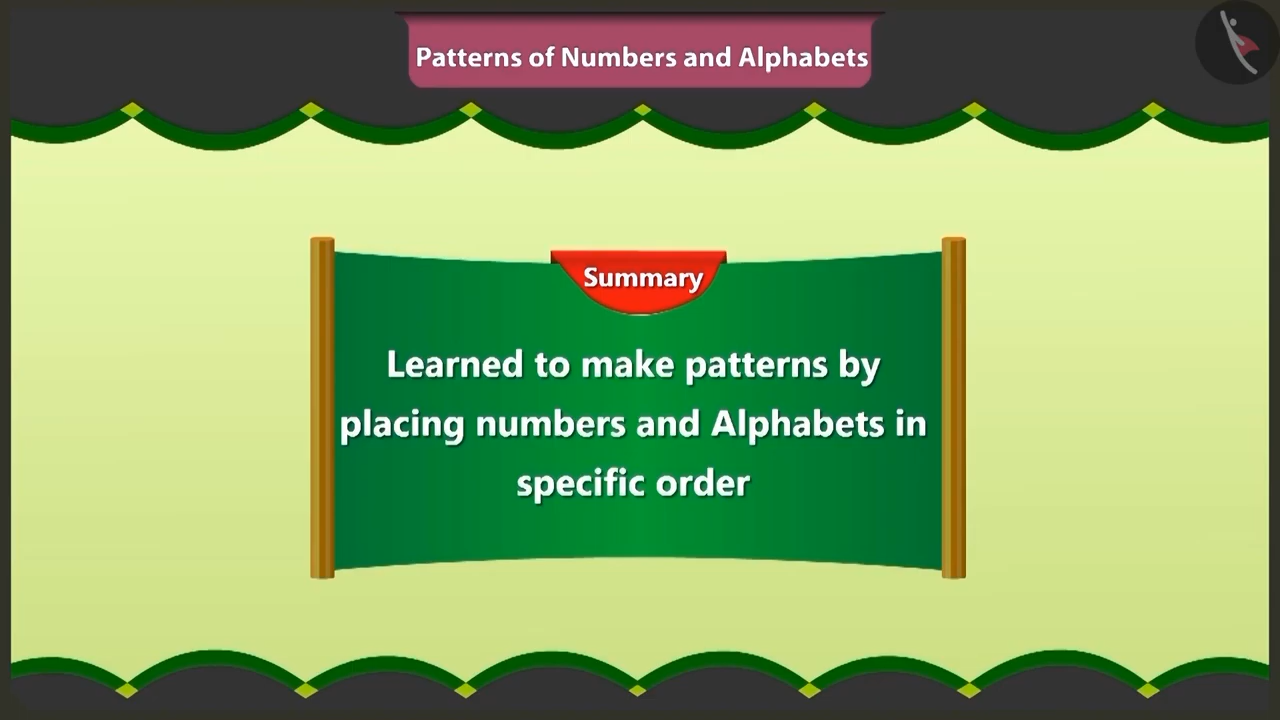 Patterns of Numbers and Alphabets
Summary
Learned to make patterns by
placing numbers and Alphabets in
specific order